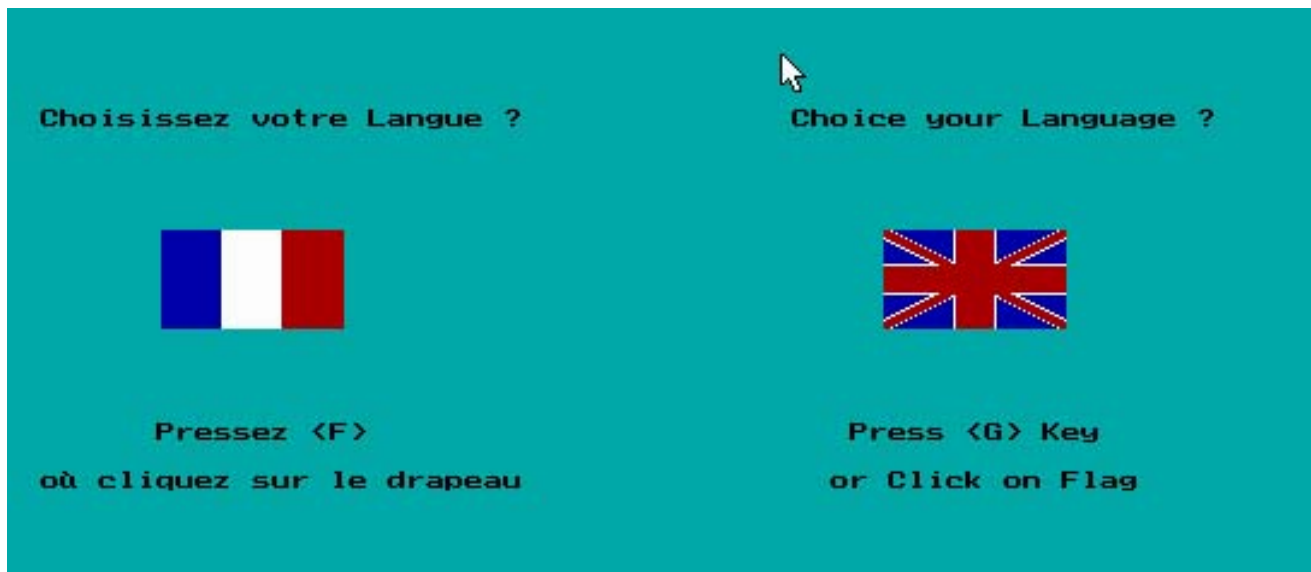 Choisissez votre Langue ?
Pressez <F>
où cliquez sur le drapeau
Choice your Language ?
Press <G> Key
or Click on Flag